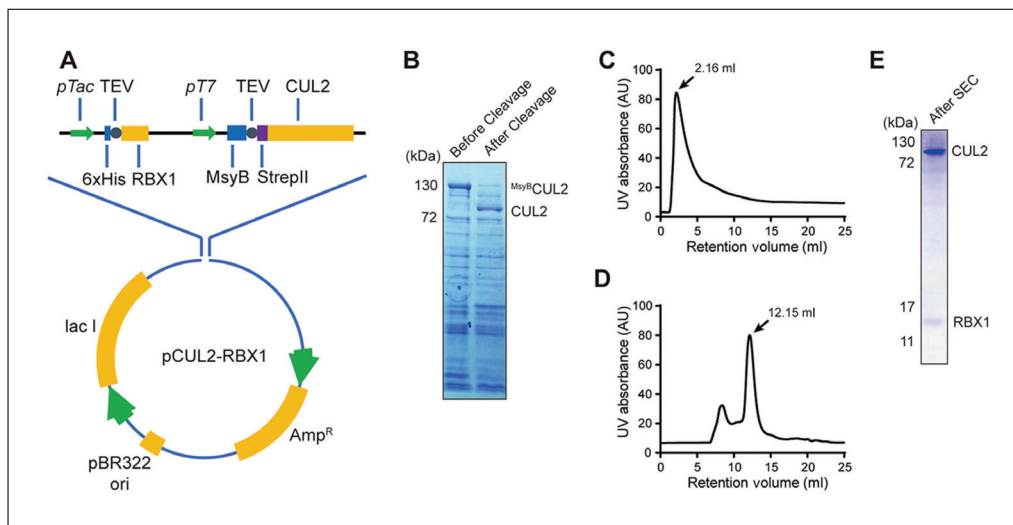 A
pTac TEV pT7 TEV CUL2
6xHis RBX1 MsyB StrepII
lac I
pCUL2-RBX1
Amp^R
pBR322
ori
B
Before Cleavage
After Cleavage
(kDa)
130
72
MsyBCUL2
CUL2
C
UV absorbance (AU)
100
80
60
40
20
0
2.16 ml
0 5 10 15 20 25
Retention volume (ml)
D
UV absorbance (AU)
100
80
60
40
20
0
12.15 ml
0 5 10 15 20 25
Retention volume (ml)
E
After SEC
(kDa)
130
72
17
11
CUL2
RBX1